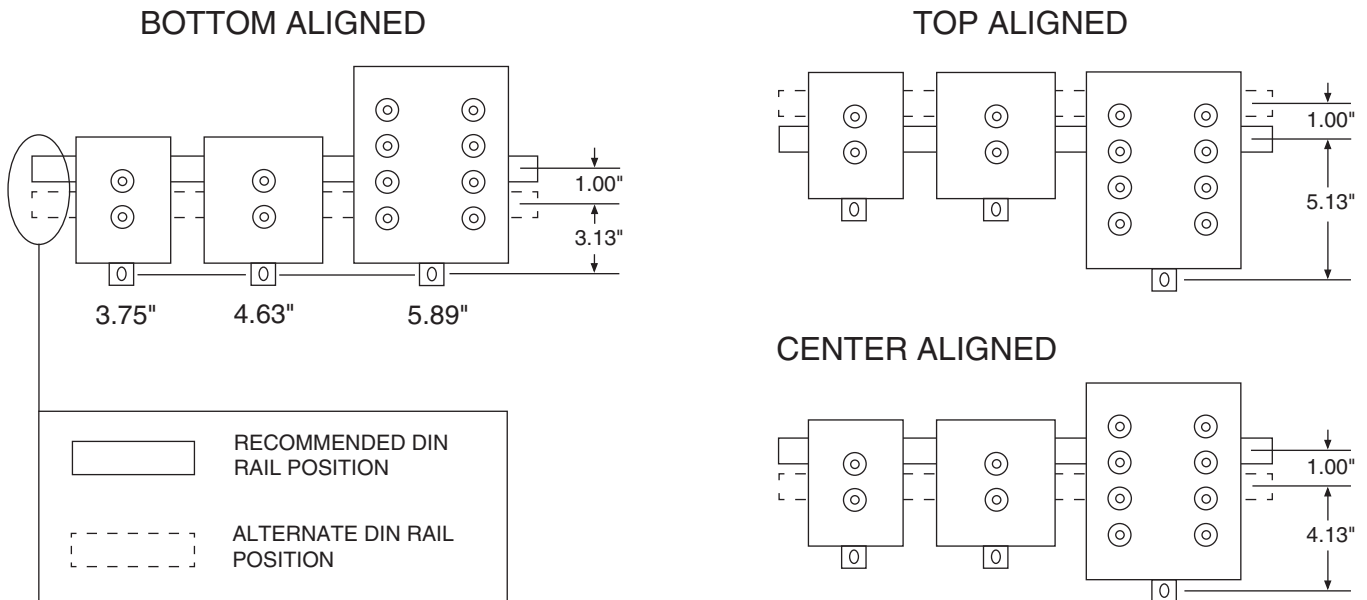 BOTTOM ALIGNED
1.00"
3.13"
3.75"
4.63"
5.89"
RECOMMENDED DIN
RAIL POSITION
ALTERNATE DIN RAIL
POSITION
TOP ALIGNED
1.00"
5.13"
CENTER ALIGNED
1.00"
4.13"